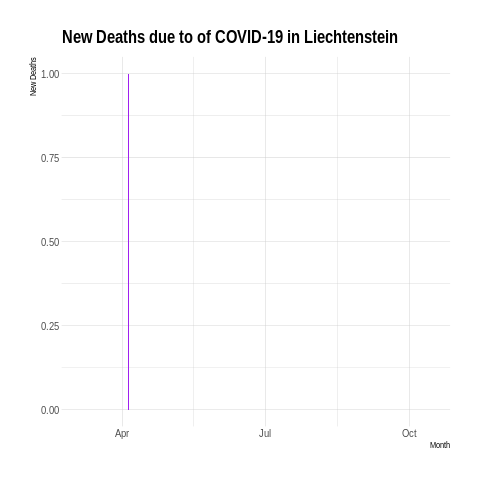 New Deaths due to of COVID-19 in Liechtenstein
New Deaths
1.00
0.75
0.50
0.25
0.00
Apr Jul Oct
Month